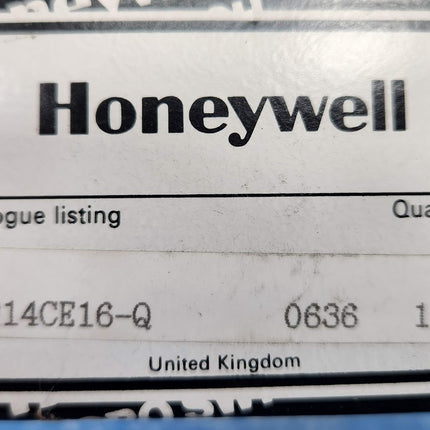 Honeywell
ogue listing Qua
14CE16-Q 0636 1
United Kingdom